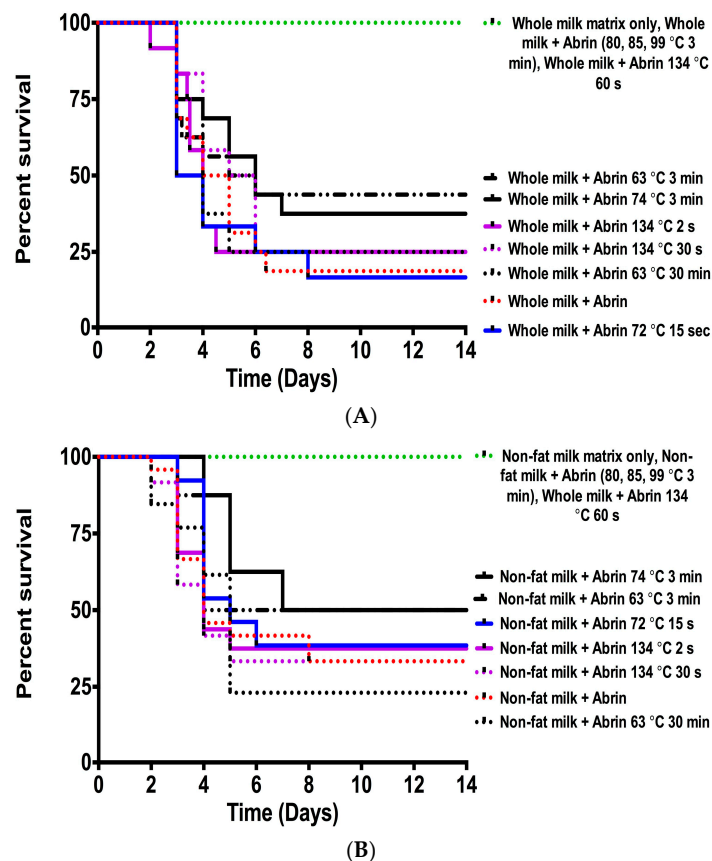 100
75
50
25
0
Percent survival
0 2 4 6 8 10 12 14
Time (Days)
Whole milk matrix only, Whole
milk + Abrin (80, 85, 99 °C 3
min), Whole milk + Abrin 134 °C
60 s
Whole milk + Abrin 63 °C 3 min
Whole milk + Abrin 74 °C 3 min
Whole milk + Abrin 134 °C 2 s
Whole milk + Abrin 134 °C 30 s
Whole milk + Abrin 63 °C 30 min
Whole milk + Abrin
Whole milk + Abrin 72 °C 15 sec
(A)
100
75
50
25
0
Percent survival
0 2 4 6 8 10 12 14
Time (Days)
Non-fat milk matrix only, Non-
fat milk + Abrin (80, 85, 99 °C 3
min), Whole milk + Abrin 134
°C 60 s
Non-fat milk + Abrin 74 °C 3 min
Non-fat milk + Abrin 63 °C 3 min
Non-fat milk + Abrin 72 °C 15 s
Non-fat milk + Abrin 134 °C 2 s
Non-fat milk + Abrin 134 °C 30 s
Non-fat milk + Abrin
Non-fat milk + Abrin 63 °C 30 min
(B)